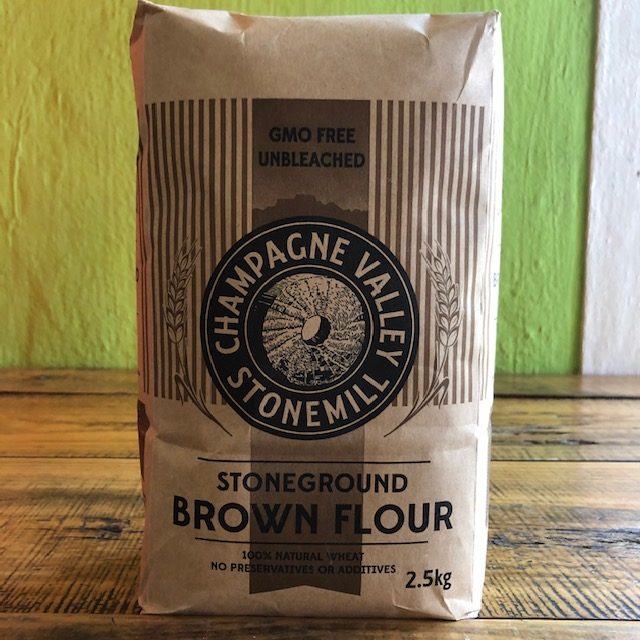 GMO FREE
UNBLEACHED
CHAMPAGNE VALLEY
STONEMILL
STONEGROUND
BROWN FLOUR
100% NATURAL WHEAT
NO PRESERVATIVES OR ADDITIVES
2.5kg